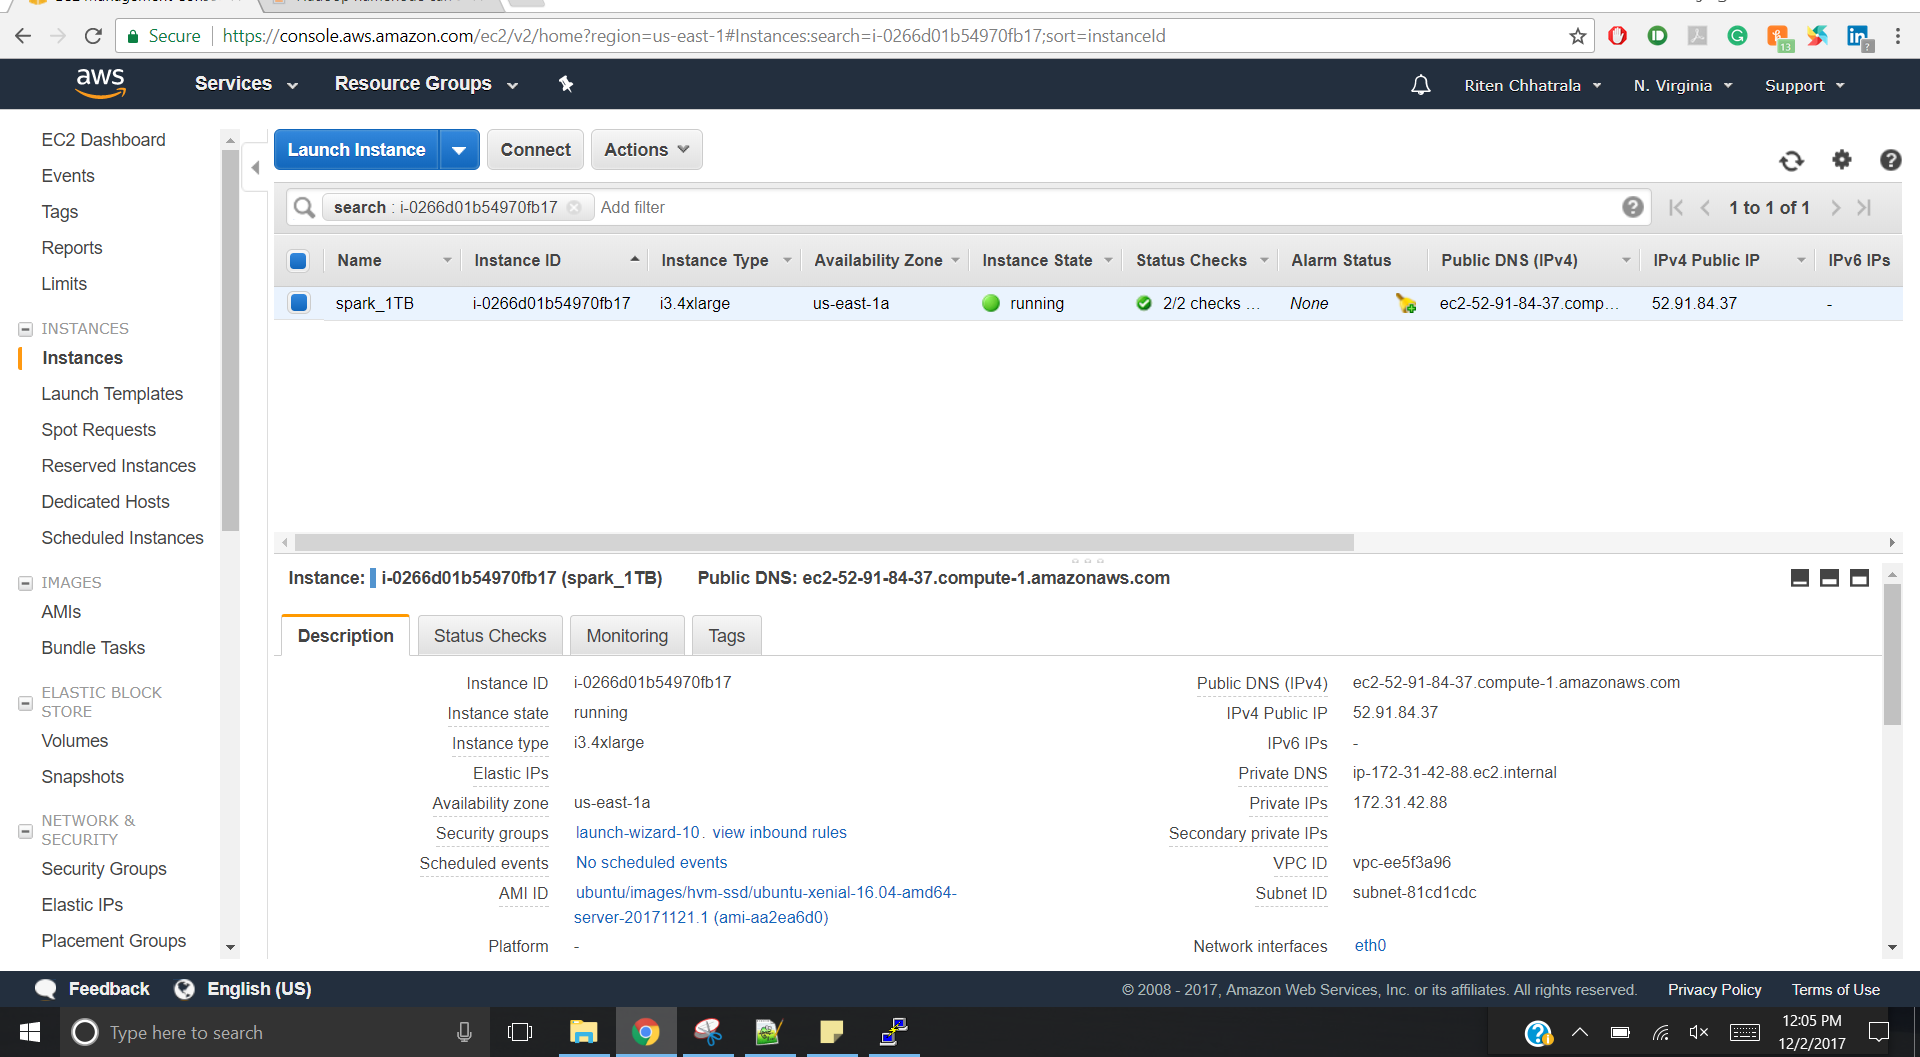 Secure
https://console.aws.amazon.com/ec2/v2/home?region=us-east-1#Instances:search=i-0266d01b54970fb17;sort=instanceId
13
?
aws
Services
Resource Groups
Riten Chhatrala
N. Virginia
Support
EC2 Dashboard
Events
Tags
Reports
Limits
INSTANCES
Instances
Launch Templates
Spot Requests
Reserved Instances
Dedicated Hosts
Scheduled Instances
IMAGES
AMIs
Bundle Tasks
ELASTIC BLOCK
STORE
Volumes
Snapshots
NETWORK &
SECURITY
Security Groups
Elastic IPs
Placement Groups
Launch Instance
Connect
Actions
search : i-0266d01b54970fb17
Add filter
1 to 1 of 1
Name
Instance ID
Instance Type
Availability Zone
Instance State
Status Checks
Alarm Status
Public DNS (IPv4)
IPv4 Public IP
IPv6 IPs
spark_1TB
i-0266d01b54970fb17
i3.4xlarge
us-east-1a
running
2/2 checks ...
None
ec2-52-91-84-37.comp...
52.91.84.37
-
Instance: i-0266d01b54970fb17 (spark_1TB)
Public DNS: ec2-52-91-84-37.compute-1.amazonaws.com
Description
Status Checks
Monitoring
Tags
Instance ID i-0266d01b54970fb17
Instance state running
Instance type i3.4xlarge
Elastic IPs
Availability zone us-east-1a
Security groups launch-wizard-10. view inbound rules
Scheduled events No scheduled events
AMI ID ubuntu/images/hvm-ssd/ubuntu-xenial-16.04-amd64-
server-20171121.1 (ami-aa2ea6d0)
Platform -
Public DNS (IPv4) ec2-52-91-84-37.compute-1.amazonaws.com
IPv4 Public IP 52.91.84.37
IPv6 IPs -
Private DNS ip-172-31-42-88.ec2.internal
Private IPs 172.31.42.88
Secondary private IPs
VPC ID vpc-ee5f3a96
Subnet ID subnet-81cd1cdc
Network interfaces eth0
Feedback
English (US)
© 2008 - 2017, Amazon Web Services, Inc. or its affiliates. All rights reserved.
Privacy Policy
Terms of Use
Type here to search
12:05 PM
12/2/2017